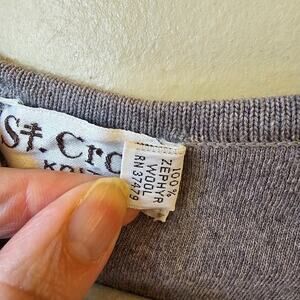 St Cro
100%
ZEPHYR
WOOL
RN 37479